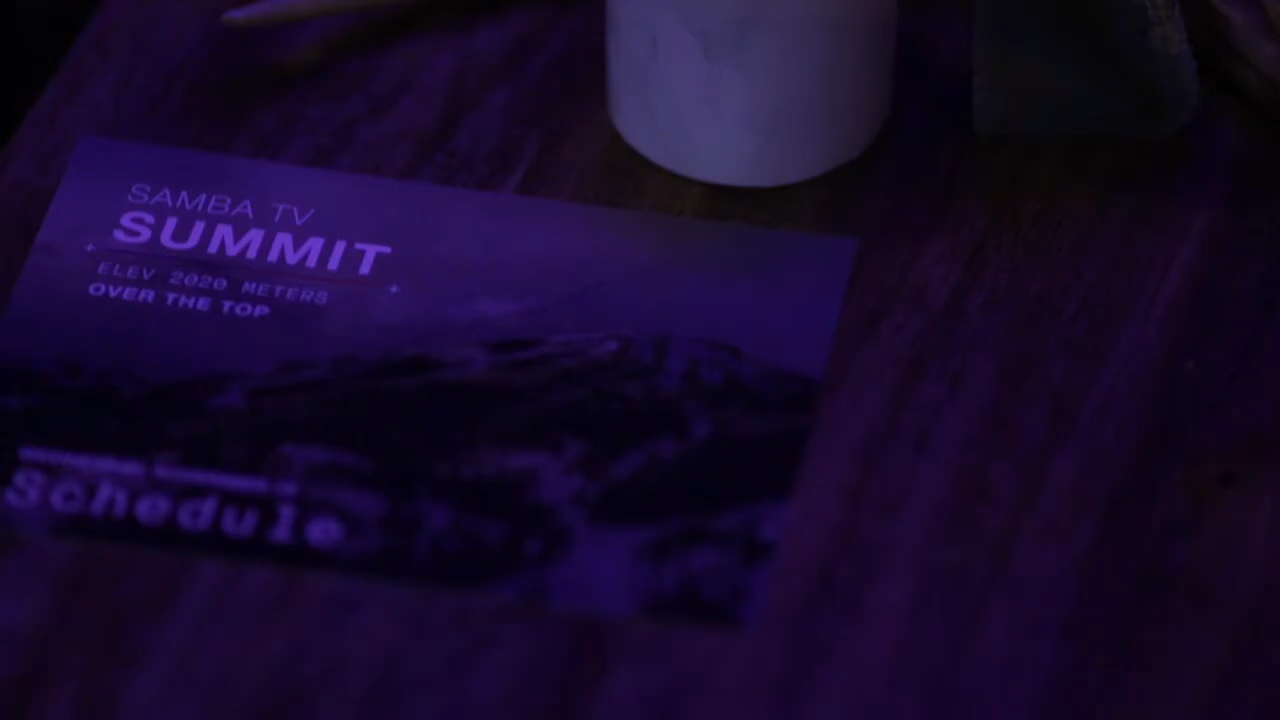 SAMBA TV
SUMMIT
ELEV 2020 METERS
OVER THE TOP
Schedule